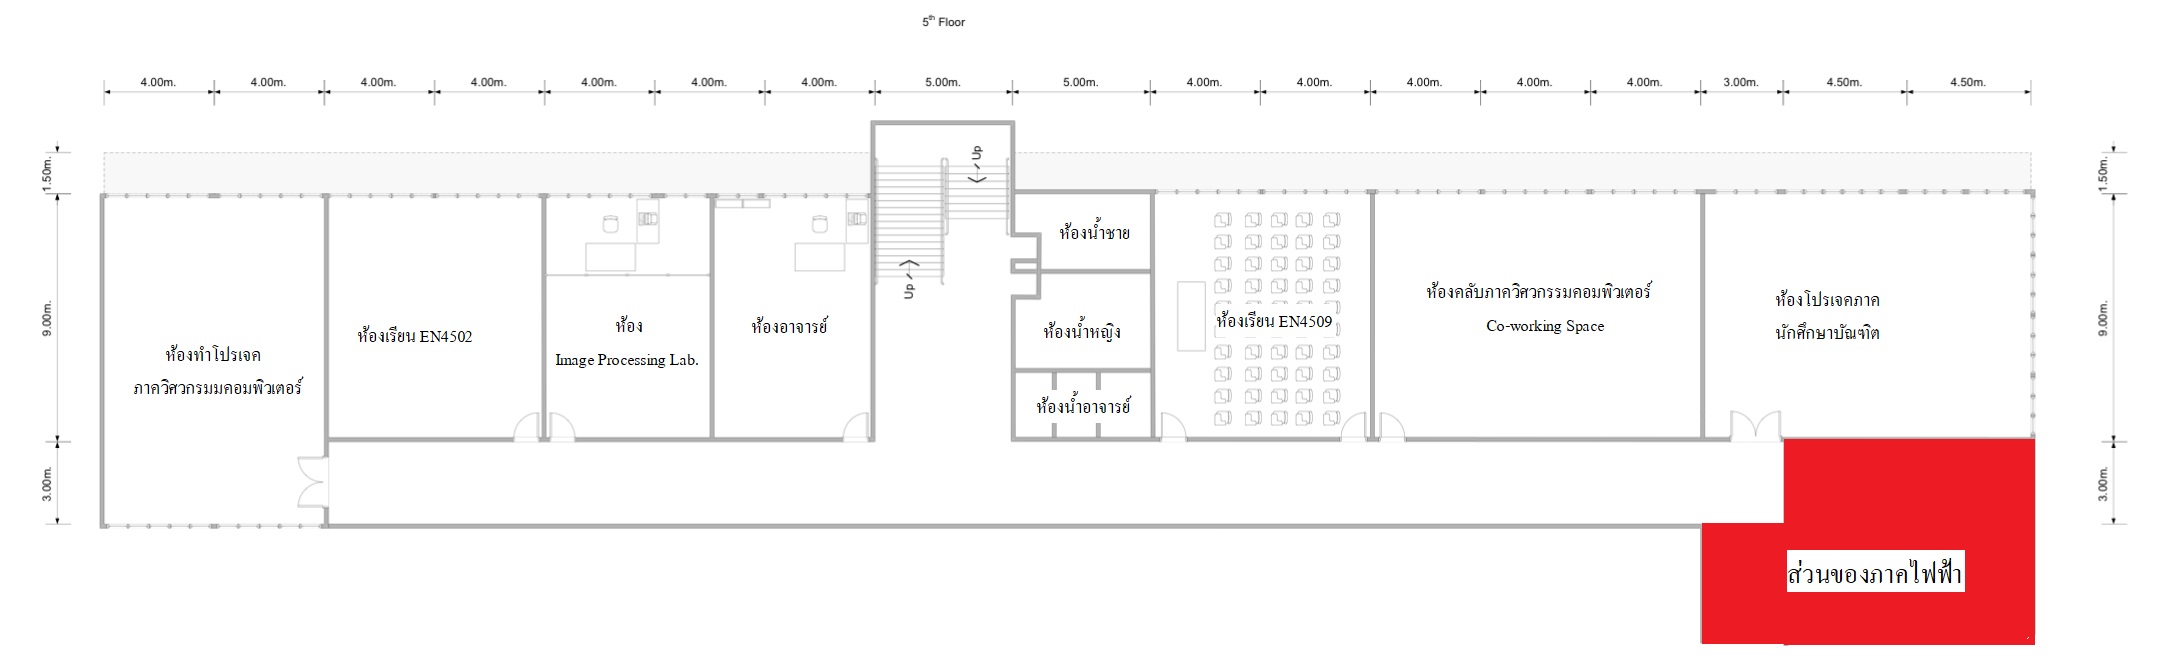 5th Floor
4.00m. 4.00m. 4.00m. 4.00m. 4.00m. 4.00m. 4.00m. 5.00m. 5.00m. 4.00m. 4.00m. 4.00m. 4.00m. 4.00m. 3.00m. 4.50m. 4.50m.
1.50m.
1.50m.
Up
Up
9.00m.
9.00m.
3.00m.
3.00m.
ห้องทำโปรเจค
ภาควิศวกรมมคอมพิวเตอร์
ห้องเรียน EN4502
ห้อง
Image Processing Lab.
ห้องอาจารย์
ห้องน้ำชาย
ห้องน้ำหญิง
ห้องน้ำอาจารย์
ห้องเรียน EN4509
ห้องคลับภาควิศวกรรมคอมพิวเตอร์
Co-working Space
ห้องโปรเจคภาค
นักศึกษาบัณฑิต
ส่วนของภาคไฟฟ้า